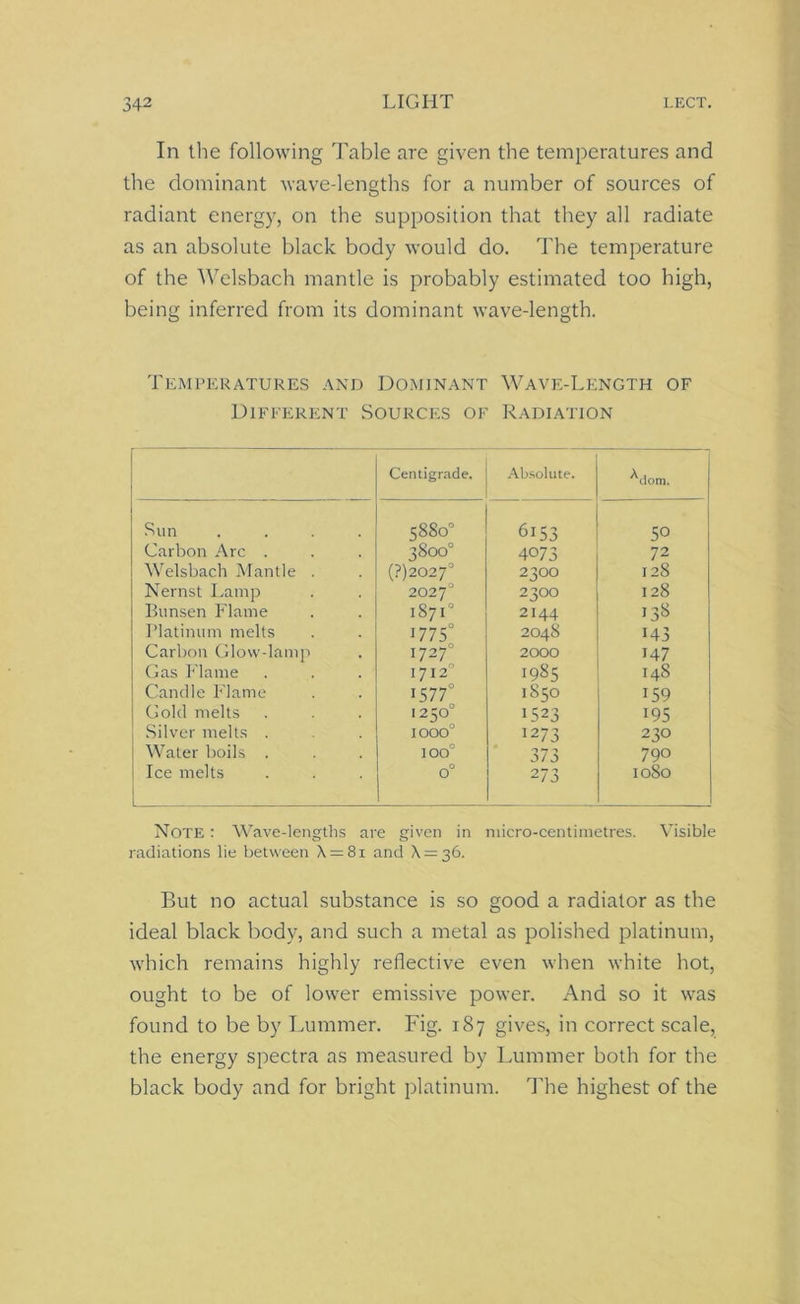 342 LIGHT LECT.
In the following Table are given the temperatures and
the dominant wave-lengths for a number of sources of
radiant energy, on the supposition that they all radiate
as an absolute black body would do. The temperature
of the Welsbach mantle is probably estimated too high,
being inferred from its dominant wave-length.
TEMPERATURES AND DOMINANT WAVE-LENGTH OF
DIFFERENT SOURCES OF RADIATION
Centigrade. Absolute. λdom.
Sun . . . . 5880° 6153 50
Carbon Arc . . . 3800° 4073 72
Welsbach Mantle . . (?)2027° 2300 128
Nernst Lamp . . 2027° 2300 128
Bunsen Flame . . 1871° 2144 138
Platinum melts . . 1775° 2048 143
Carbon Glow-lamp . 1727° 2000 147
Gas Flame . . . 1712° 1985 148
Candle Flame . . 1577° 1850 159
Gold melts . . . 1250° 1523 195
Silver melts . . . 1000° 1273 230
Water boils . . . 100° 373 790
Ice melts . . . 0° 273 1080
NOTE : Wave-lengths are given in micro-centimetres. Visible
radiations lie between λ=81 and λ=36.
But no actual substance is so good a radiator as the
ideal black body, and such a metal as polished platinum,
which remains highly reflective even when white hot,
ought to be of lower emissive power. And so it was
found to be by Lummer. Fig. 187 gives, in correct scale,
the energy spectra as measured by Lummer both for the
black body and for bright platinum. The highest of the